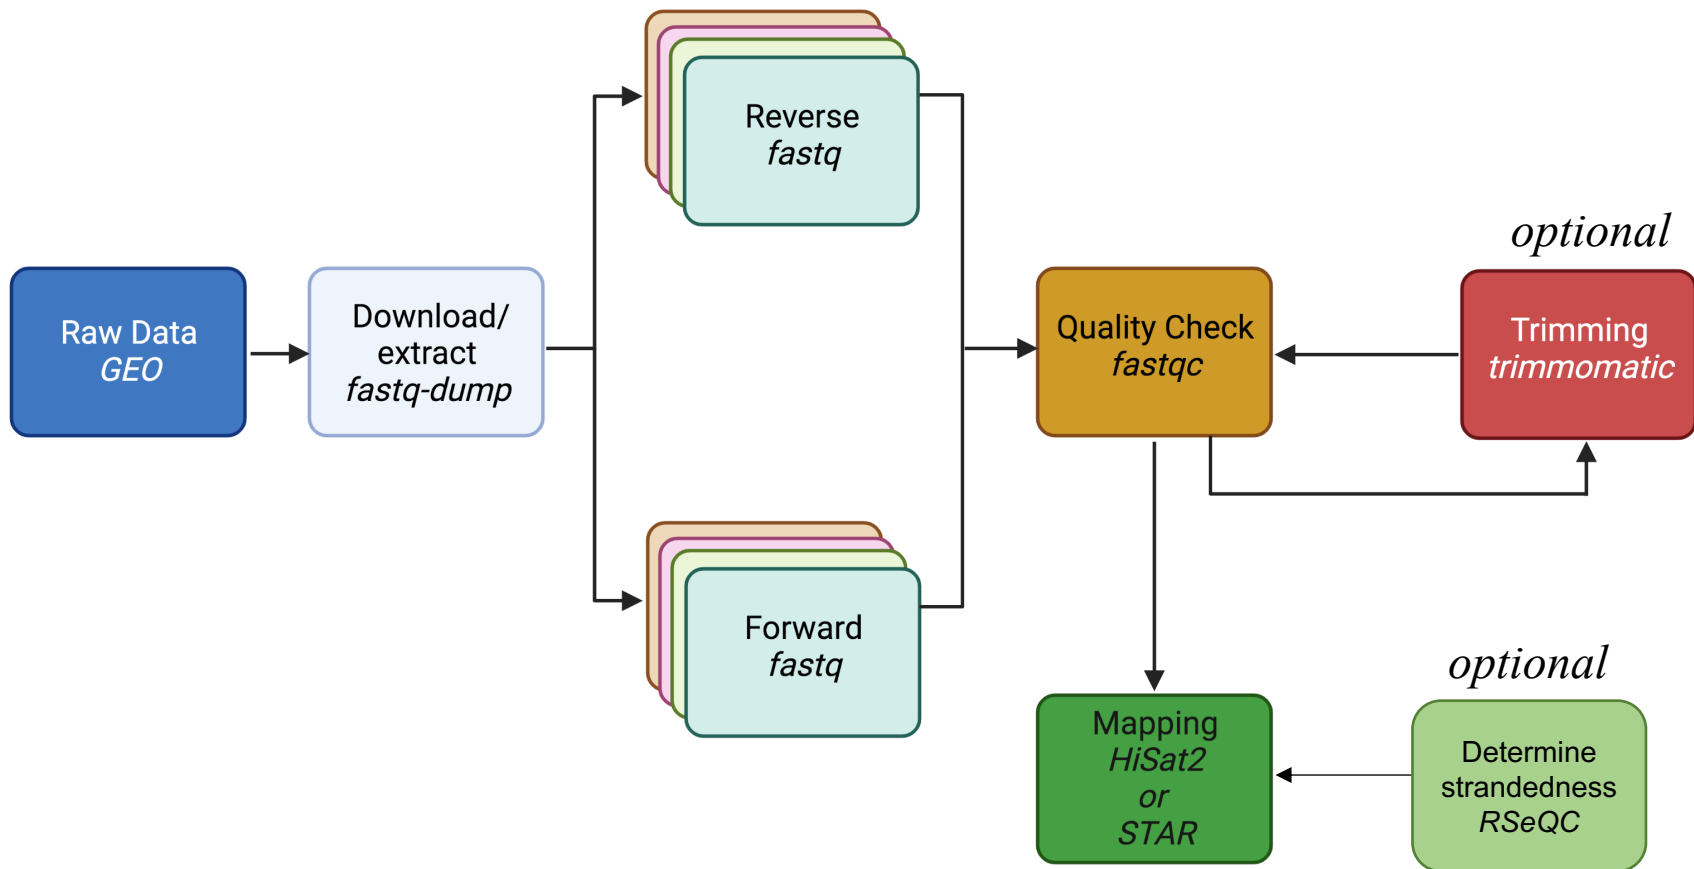 Reverse
fastq
optional
Raw Data
GEO
Download/
extract
fastq-dump
Quality Check
fastqc
Trimming
trimmomatic
Forward
fastq
optional
Mapping
HiSat2
or
STAR
Determine
strandedness
RSeQC